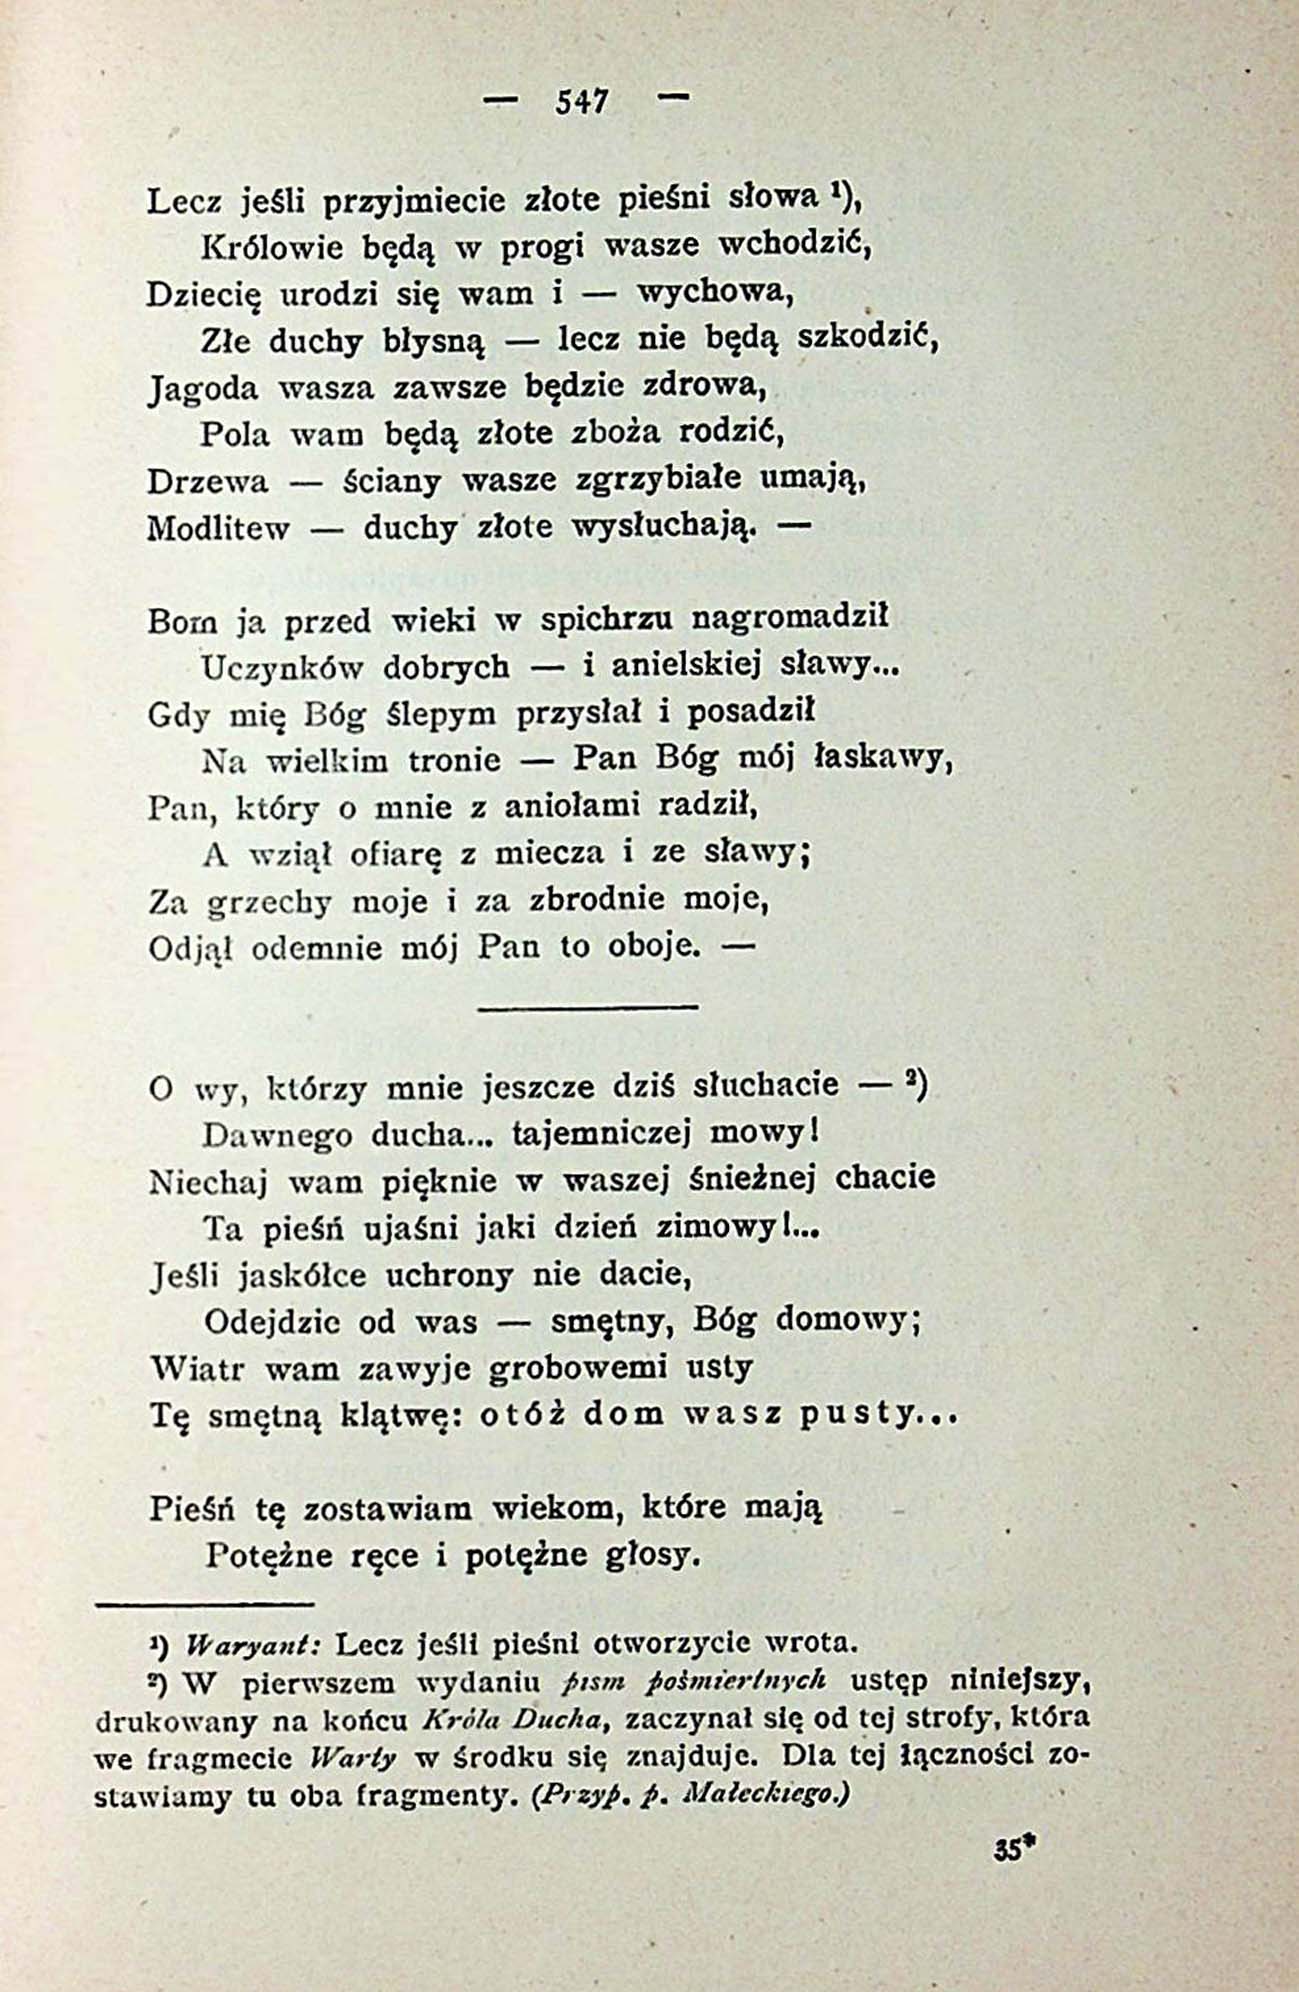 — 547 —
Lecz jeśli przyjmiecie złote pieśni słowa ¹),
Królowie będą w progi wasze wchodzić,
Dziecię urodzi się wam i — wychowa,
Złe duchy błysną — lecz nie będą szkodzić,
Jagoda wasza zawsze będzie zdrowa,
Pola wam będą złote zboża rodzić,
Drzewa — ściany wasze zgrzybiałe umają,
Modlitew — duchy złote wysłuchają. —
Bom ja przed wieki w spichrzu nagromadził
Uczynków dobrych — i anielskiej sławy...
Gdy mię Bóg ślepym przysłał i posadził
Na wielkim tronie — Pan Bóg mój łaskawy,
Pan, który o mnie z aniołami radził,
A wziął ofiarę z miecza i ze sławy;
Za grzechy moje i za zbrodnie moje,
Odjął odemnie mój Pan to oboje. —
O wy, którzy mnie jeszcze dziś słuchacie — ²)
Dawnego ducha... tajemniczej mowy!
Niechaj wam pięknie w waszej śnieżnej chacie
Ta pieśń ujaśni jaki dzień zimowy!...
Jeśli jaskółce uchrony nie dacie,
Odejdzie od was — smętny, Bóg domowy;
Wiatr wam zawyje grobowemi usty
Tę smętną klątwę: otóż dom wasz pusty...
Pieśń tę zostawiam wiekom, które mają
Potężne ręce i potężne głosy.
¹) Waryant: Lecz jeśli pieśni otworzycie wrota.
²) W pierwszem wydaniu pism pośmiertnych ustęp niniejszy,
drukowany na końcu Króla Ducha, zaczynał się od tej strofy, która
we fragmecie Warty w środku się znajduje. Dla tej łączności zo-
stawiamy tu oba fragmenty. (Przyp. p. Małeckiego.)
35*